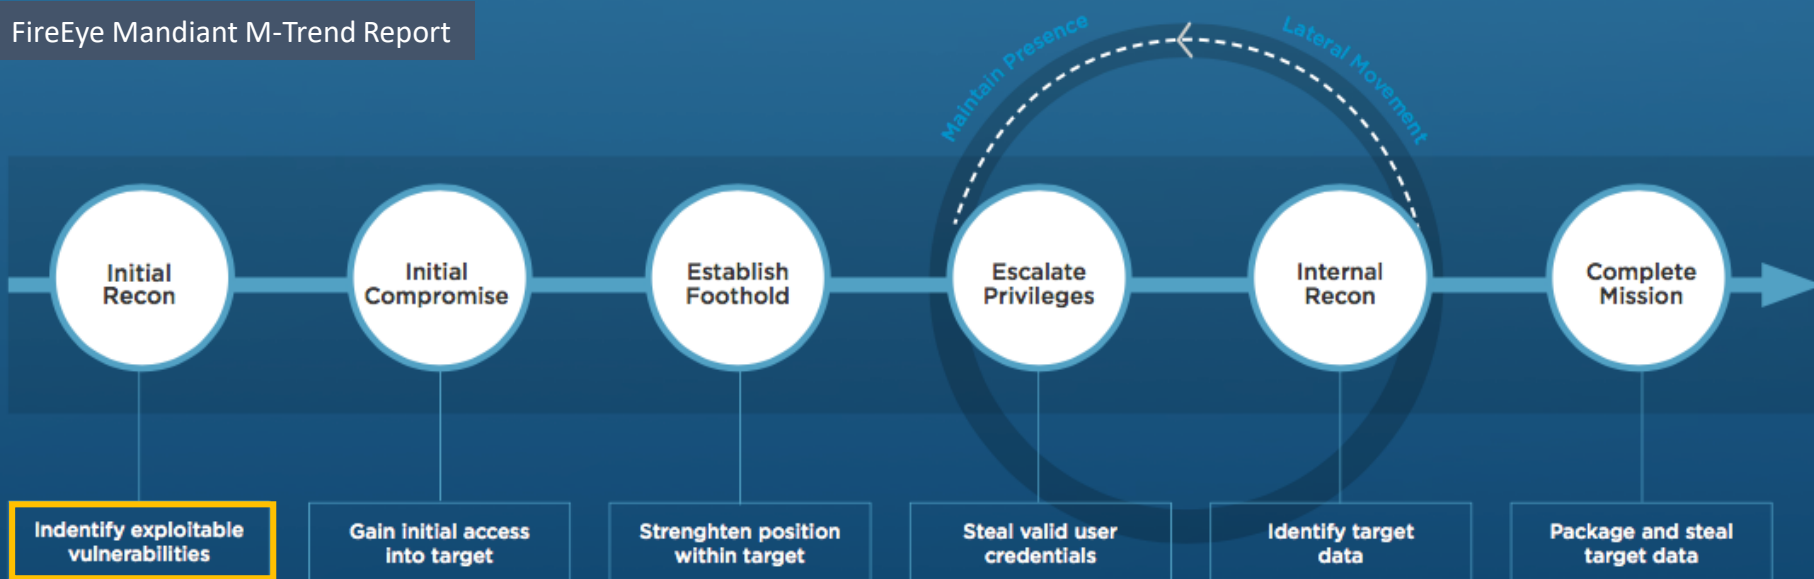 FireEye Mandiant M-Trend Report
Maintain Presence
Lateral Movement
Initial
Recon
Initial
Compromise
Establish
Foothold
Escalate
Privileges
Internal
Recon
Complete
Mission
Indentify exploitable
vulnerabilities
Gain initial access
into target
Strenghten position
within target
Steal valid user
credentials
Identify target
data
Package and steal
target data